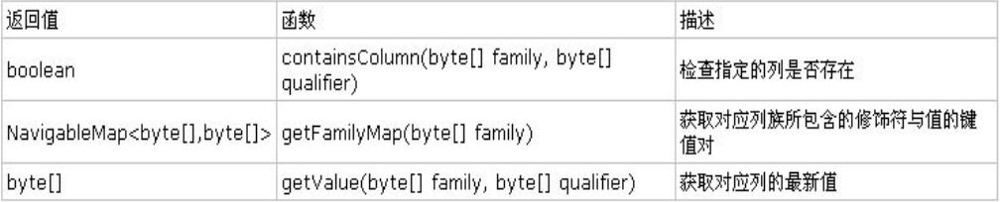 返回值 函数 描述
boolean containsColumn(byte[] family, byte[]
qualifier) 检查指定的列是否存在
NavigableMap<byte[],byte[]> getFamilyMap(byte[] family) 获取对应列族所包含的修饰符与值的键
值对
byte[] getValue(byte[] family, byte[] qualifier) 获取对应列的最新值